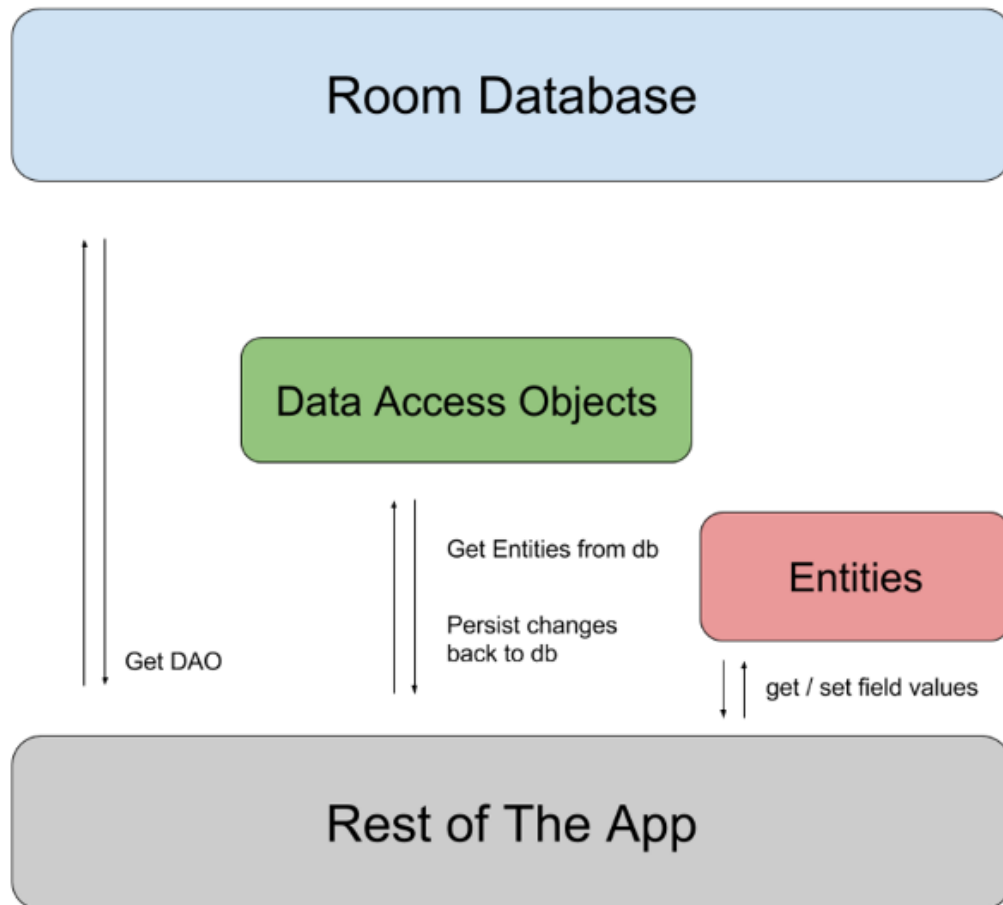 Room Database
Data Access Objects
Get Entities from db
Entities
Persist changes
back to db
Get DAO
get / set field values
Rest of The App